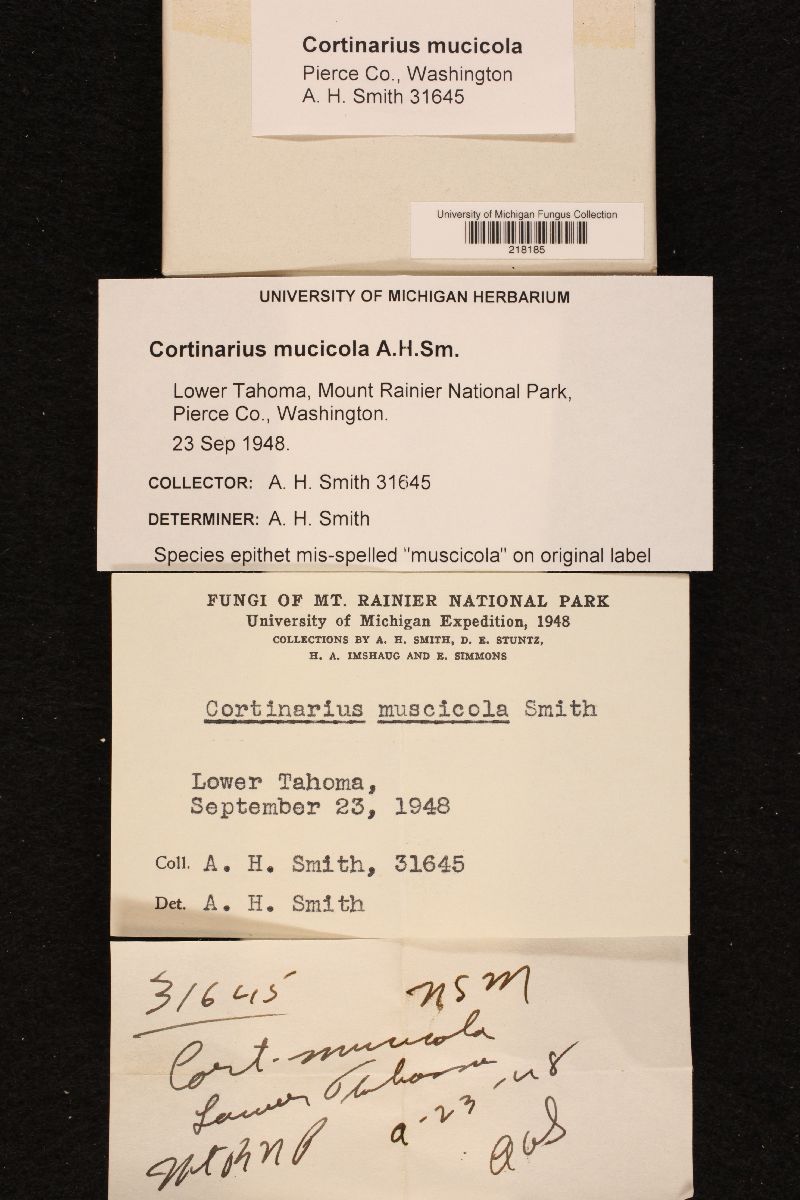 Cortinarius mucicola
Pierce Co., Washington
A. H. Smith 31645
University of Michigan Fungus Collection
218185
UNIVERSITY OF MICHIGAN HERBARIUM
Cortinarius mucicola A.H.Sm.
Lower Tahoma, Mount Rainier National Park,
Pierce Co., Washington.
23 Sep 1948.
COLLECTOR: A. H. Smith 31645
DETERMINER: A. H. Smith
Species epithet mis-spelled "muscicola" on original label
FUNGI OF MT. RAINIER NATIONAL PARK
University of Michigan Expedition, 1948
COLLECTIONS BY A. H. SMITH, D. E. STUNTZ,
H. A. IMSHAUG AND E. SIMMONS
Cortinarius muscicola Smith
Lower Tahoma,
September 23, 1948
Coll. A. H. Smith, 31645
Det. A. H. Smith
31645
NSM
Cort. mucicola
Lower Tahoma
9-23-48
Mt R N P